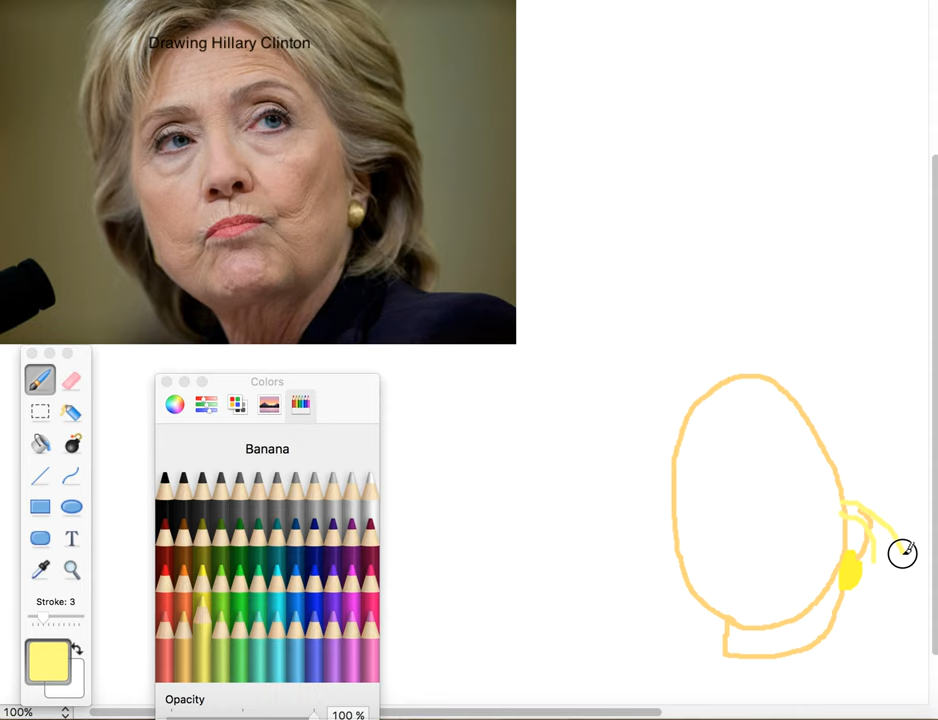 Drawing Hillary Clinton
Colors
Banana
T
Stroke: 3
Opacity
100 %
100%